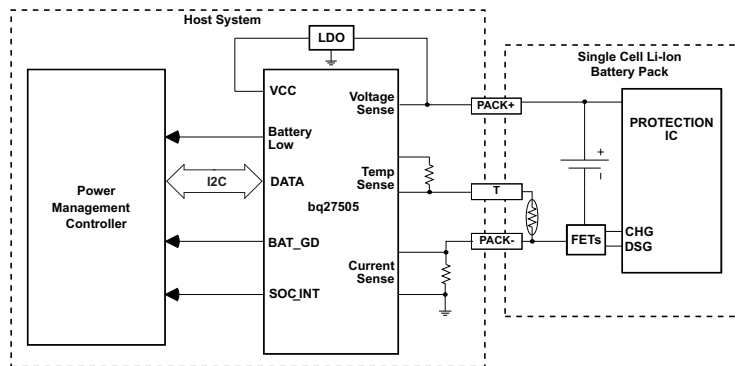 Host System
LDO
Single Cell Li-Ion
Battery Pack
VCC
Voltage
Sense
PACK+
PROTECTION
IC
Battery
Low
+
–
Temp
Sense
I2C
DATA
T
Power
Management
Controller
bq27505
BAT_GD
PACK-
FETs
CHG
DSG
Current
Sense
SOC_INT